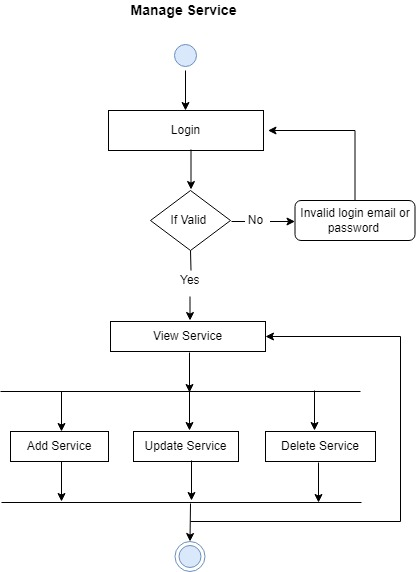 Manage Service
Login
If Valid
No
Invalid login email or
password
Yes
View Service
Add Service
Update Service
Delete Service